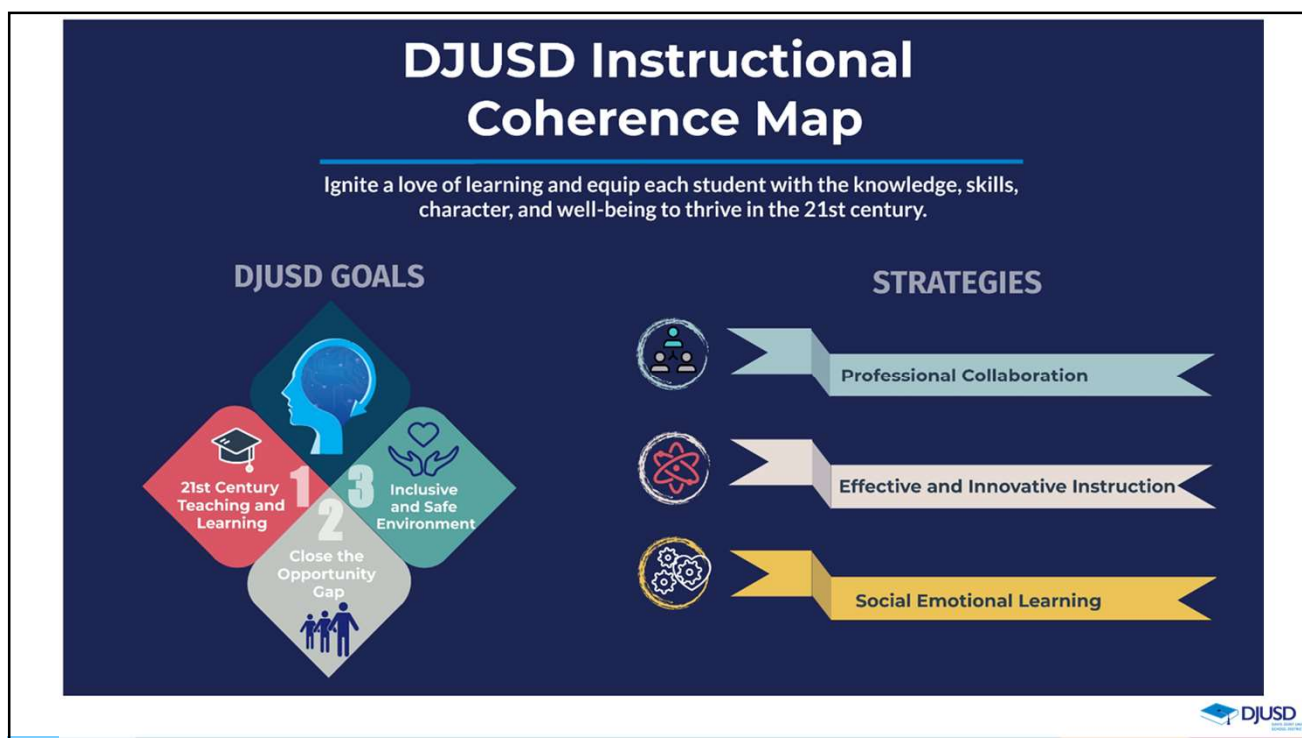 DJUSD Instructional
Coherence Map
Ignite a love of learning and equip each student with the knowledge, skills,
character, and well-being to thrive in the 21st century.
DJUSD GOALS
21st Century
Teaching and
Learning
1
2
Close the
Opportunity
Gap
3
Inclusive
and Safe
Environment
STRATEGIES
Professional Collaboration
Effective and Innovative Instruction
Social Emotional Learning
DJUSD